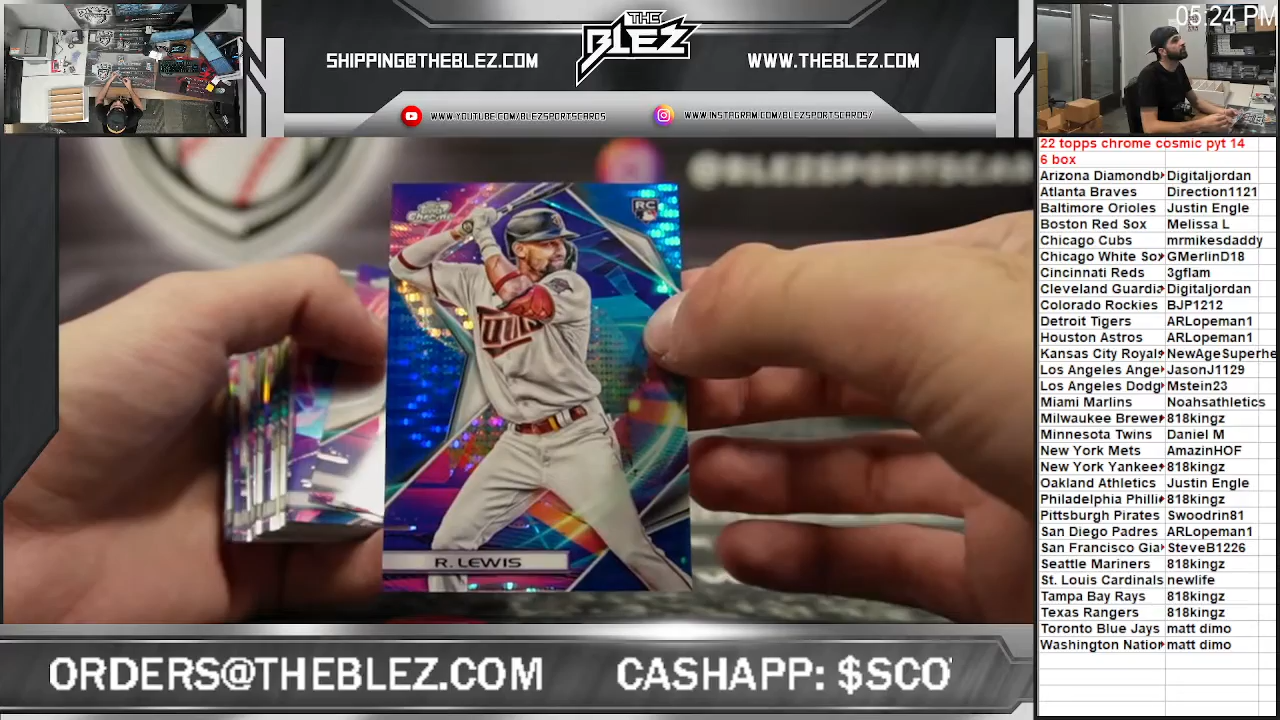 05:24 PM
THE
BLEZ
SHIPPING@THEBLEZ.COM
WWW.THEBLEZ.COM
WWW.YOUTUBE.COM/BLEZSPORTSCARDS
WWW.INSTAGRAM.COM/BLEZSPORTSCARDS/
@BLEZSPORTSCAR
Topps
Chrome
RC
R. LEWIS
22 topps chrome cosmic pyt 14
6 box
Arizona Diamondb Digitaljordan
Atlanta Braves Direction1121
Baltimore Orioles Justin Engle
Boston Red Sox Melissa L
Chicago Cubs mrmikesdaddy
Chicago White Sox GMerlinD18
Cincinnati Reds 3gflam
Cleveland Guardia Digitaljordan
Colorado Rockies BJP1212
Detroit Tigers ARLopeman1
Houston Astros ARLopeman1
Kansas City Royals NewAgeSuperhe
Los Angeles Ange JasonJ1129
Los Angeles Dodg Mstein23
Miami Marlins Noahsathletics
Milwaukee Brewe 818kingz
Minnesota Twins Daniel M
New York Mets AmazinHOF
New York Yankee 818kingz
Oakland Athletics Justin Engle
Philadelphia Philli 818kingz
Pittsburgh Pirates Swoodrin81
San Diego Padres ARLopeman1
San Francisco Gia SteveB1226
Seattle Mariners 818kingz
St. Louis Cardinals newlife
Tampa Bay Rays 818kingz
Texas Rangers 818kingz
Toronto Blue Jays matt dimo
Washington Nation matt dimo
ORDERS@THEBLEZ.COM CASHAPP: $SCO